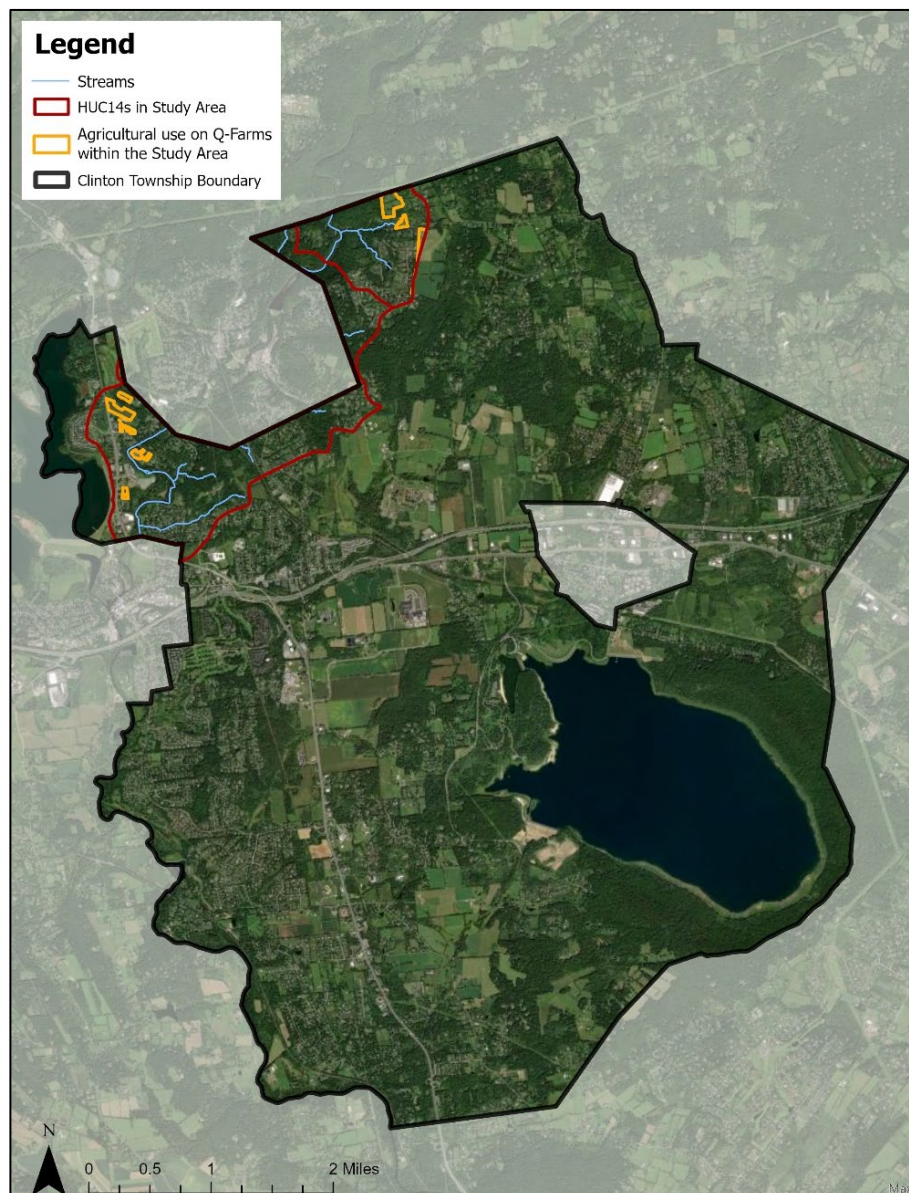 Legend
Streams
HUC14s in Study Area
Agricultural use on Q-Farms
within the Study Area
Clinton Township Boundary
N
0 0.5 1 2 Miles